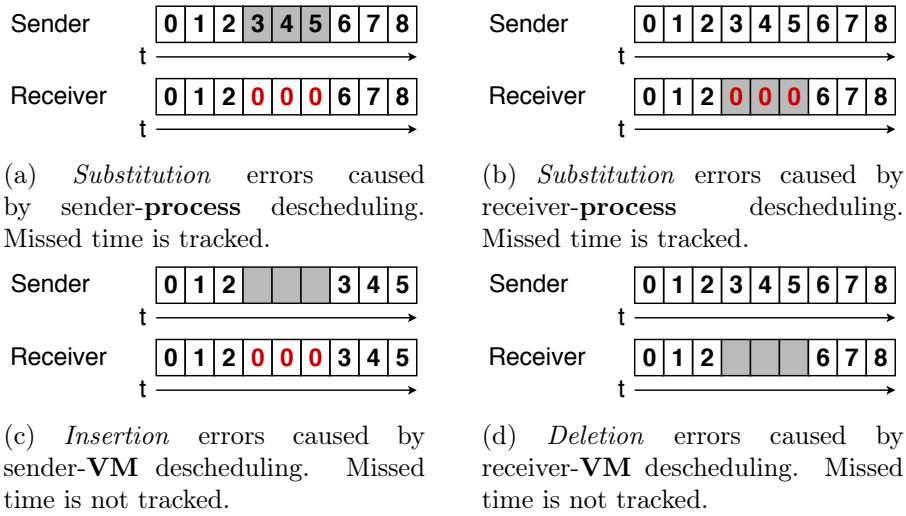 Sender 0 1 2 3 4 5 6 7 8
t
Receiver 0 1 2 0 0 0 6 7 8
t
(a) Substitution errors caused
by sender-process descheduling.
Missed time is tracked.
Sender 0 1 2 3 4 5 6 7 8
t
Receiver 0 1 2 0 0 0 6 7 8
t
(b) Substitution errors caused by
receiver-process descheduling.
Missed time is tracked.
Sender 0 1 2 3 4 5
t
Receiver 0 1 2 0 0 0 3 4 5
t
(c) Insertion errors caused by
sender-VM descheduling. Missed
time is not tracked.
Sender 0 1 2 3 4 5 6 7 8
t
Receiver 0 1 2 6 7 8
t
(d) Deletion errors caused by
receiver-VM descheduling. Missed
time is not tracked.